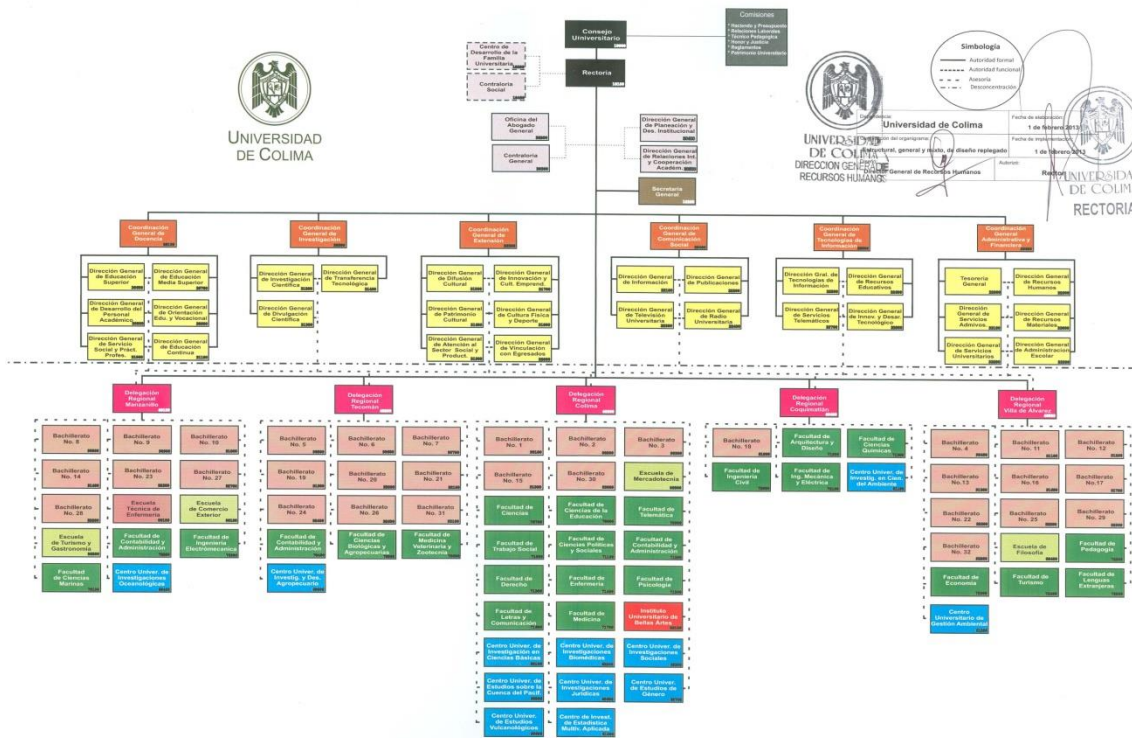 Consejo
Universitario
Comisiones
* Hacienda y Presupuesto
* Relaciones Laborales
* Técnica Pedagógica
* Honor y Justicia
* Reglamentos
* Patrimonio Universitario
Centro de
Desarrollo de la
Familia
Universitaria
Rectoría
Contraloría
Social
Simbología
Autoridad formal
Autoridad funcional
Asesoría
Desconcentración
UNIVERSIDAD
DE COLIMA
Oficina del
Abogado
General
Dirección General
de Planeación y
Des. Institucional
Contraloría
General
Dirección General
de Relaciones Int.
y Cooperación
Académ.
Secretaría
General
Universidad de Colima
Fecha de elaboración:
1 de febrero 2013
Fecha de implementación:
Estructural, general y mixto, de diseño replegado
1 de febrero 2013
Director General de Recursos Humanos
Autorizó:
Rector
UNIVERSIDAD
DE COLIMA
DIRECCION GENERAL DE
RECURSOS HUMANOS
UNIVERSIDAD
DE COLIMA
RECTORIA
Coordinación
General de
Docencia
Coordinación
General de
Investigación
Coordinación
General de
Extensión
Coordinación
General de
Comunicación
Social
Coordinación
General de
Tecnologías de
Información
Coordinación
General
Administrativa y
Financiera
Dirección General
de Educación
Superior
Dirección General
de Educación
Media Superior
Dirección General
de Desarrollo del
Personal
Académico
Dirección General
de Orientación
Edu. y Vocacional
Dirección General
de Servicio
Social y Práct.
Profes.
Dirección General
de Educación
Continua
Dirección General
de Investigación
Científica
Dirección General
de Transferencia
Tecnológica
Dirección General
de Divulgación
Científica
Dirección General
de Difusión
Cultural
Dirección General
de Innovación y
Cult. Emprend.
Dirección General
de Patrimonio
Cultural
Dirección General
de Cultura Física
y Deporte
Dirección General
de Atención al
Sector Social y
Product.
Dirección General
de Vinculación
con Egresados
Dirección General
de Información
Dirección General
de Publicaciones
Dirección General
de Televisión
Universitaria
Dirección General
de Radio
Universitaria
Dirección Gral. de
Tecnologías de
Información
Dirección General
de Recursos
Educativos
Dirección General
de Servicios
Telemáticos
Dirección General
de Innov. y Desar.
Tecnológico
Tesorería
General
Dirección General
de Recursos
Humanos
Dirección
General de
Servicios
Admivos.
Dirección General
de Recursos
Materiales
Dirección General
de Servicios
Universitarios
Dirección General
de Administración
Escolar
Delegación
Regional
Manzanillo
Delegación
Regional
Tecomán
Delegación
Regional
Colima
Delegación
Regional
Coquimatlán
Delegación
Regional
Villa de Álvarez
Bachillerato
No. 8
Bachillerato
No. 9
Bachillerato
No. 10
Bachillerato
No. 14
Bachillerato
No. 23
Bachillerato
No. 27
Bachillerato
No. 28
Escuela
Técnica de
Enfermería
Escuela
de Comercio
Exterior
Escuela
de Turismo y
Gastronomía
Facultad de
Contabilidad y
Administración
Facultad de
Ingeniería
Electromecánica
Facultad
de Ciencias
Marinas
Centro Univer. de
Investigaciones
Oceanológicas
Bachillerato
No. 5
Bachillerato
No. 6
Bachillerato
No. 7
Bachillerato
No. 19
Bachillerato
No. 20
Bachillerato
No. 21
Bachillerato
No. 24
Bachillerato
No. 26
Bachillerato
No. 31
Facultad de
Contabilidad y
Administración
Facultad de
Ciencias
Biológicas y
Agropecuarias
Facultad de
Medicina
Veterinaria y
Zootecnia
Centro Univer. de
Investig. y Des.
Agropecuario
Bachillerato
No. 1
Bachillerato
No. 2
Bachillerato
No. 3
Bachillerato
No. 15
Bachillerato
No. 30
Escuela de
Mercadotecnia
Facultad de
Ciencias
Facultad de
Ciencias de la
Educación
Facultad de
Telemática
Facultad de
Trabajo Social
Facultad de
Ciencias Políticas
y Sociales
Facultad de
Contabilidad y
Administración
Facultad de
Derecho
Facultad de
Enfermería
Facultad de
Psicología
Facultad de
Letras y
Comunicación
Facultad de
Medicina
Instituto
Universitario de
Bellas Artes
Centro Univer. de
Investigación en
Ciencias Básicas
Centro Univer. de
Investigaciones
Biomédicas
Centro Univer. de
Investigaciones
Sociales
Centro Univer. de
Estudios sobre la
Cuenca del Pacíf.
Centro Univer. de
Investigaciones
Jurídicas
Centro Univer.
de Estudios de
Género
Centro Univer.
de Estudios
Vulcanológicos
Centro de Invest.
de Estadística
Multiv. Aplicada
Bachillerato
No. 18
Facultad de
Arquitectura y
Diseño
Facultad de
Ciencias
Químicas
Facultad de
Ingeniería
Civil
Facultad de
Ing. Mecánica
y Eléctrica
Centro Univer. de
Investig. en Cien.
del Ambiente
Bachillerato
No. 4
Bachillerato
No. 11
Bachillerato
No. 12
Bachillerato
No.13
Bachillerato
No.16
Bachillerato
No.17
Bachillerato
No. 22
Bachillerato
No. 25
Bachillerato
No. 29
Bachillerato
No. 32
Escuela de
Filosofía
Facultad de
Pedagogía
Facultad de
Economía
Facultad de
Turismo
Facultad de
Lenguas
Extranjeras
Centro
Universitario de
Gestión Ambiental